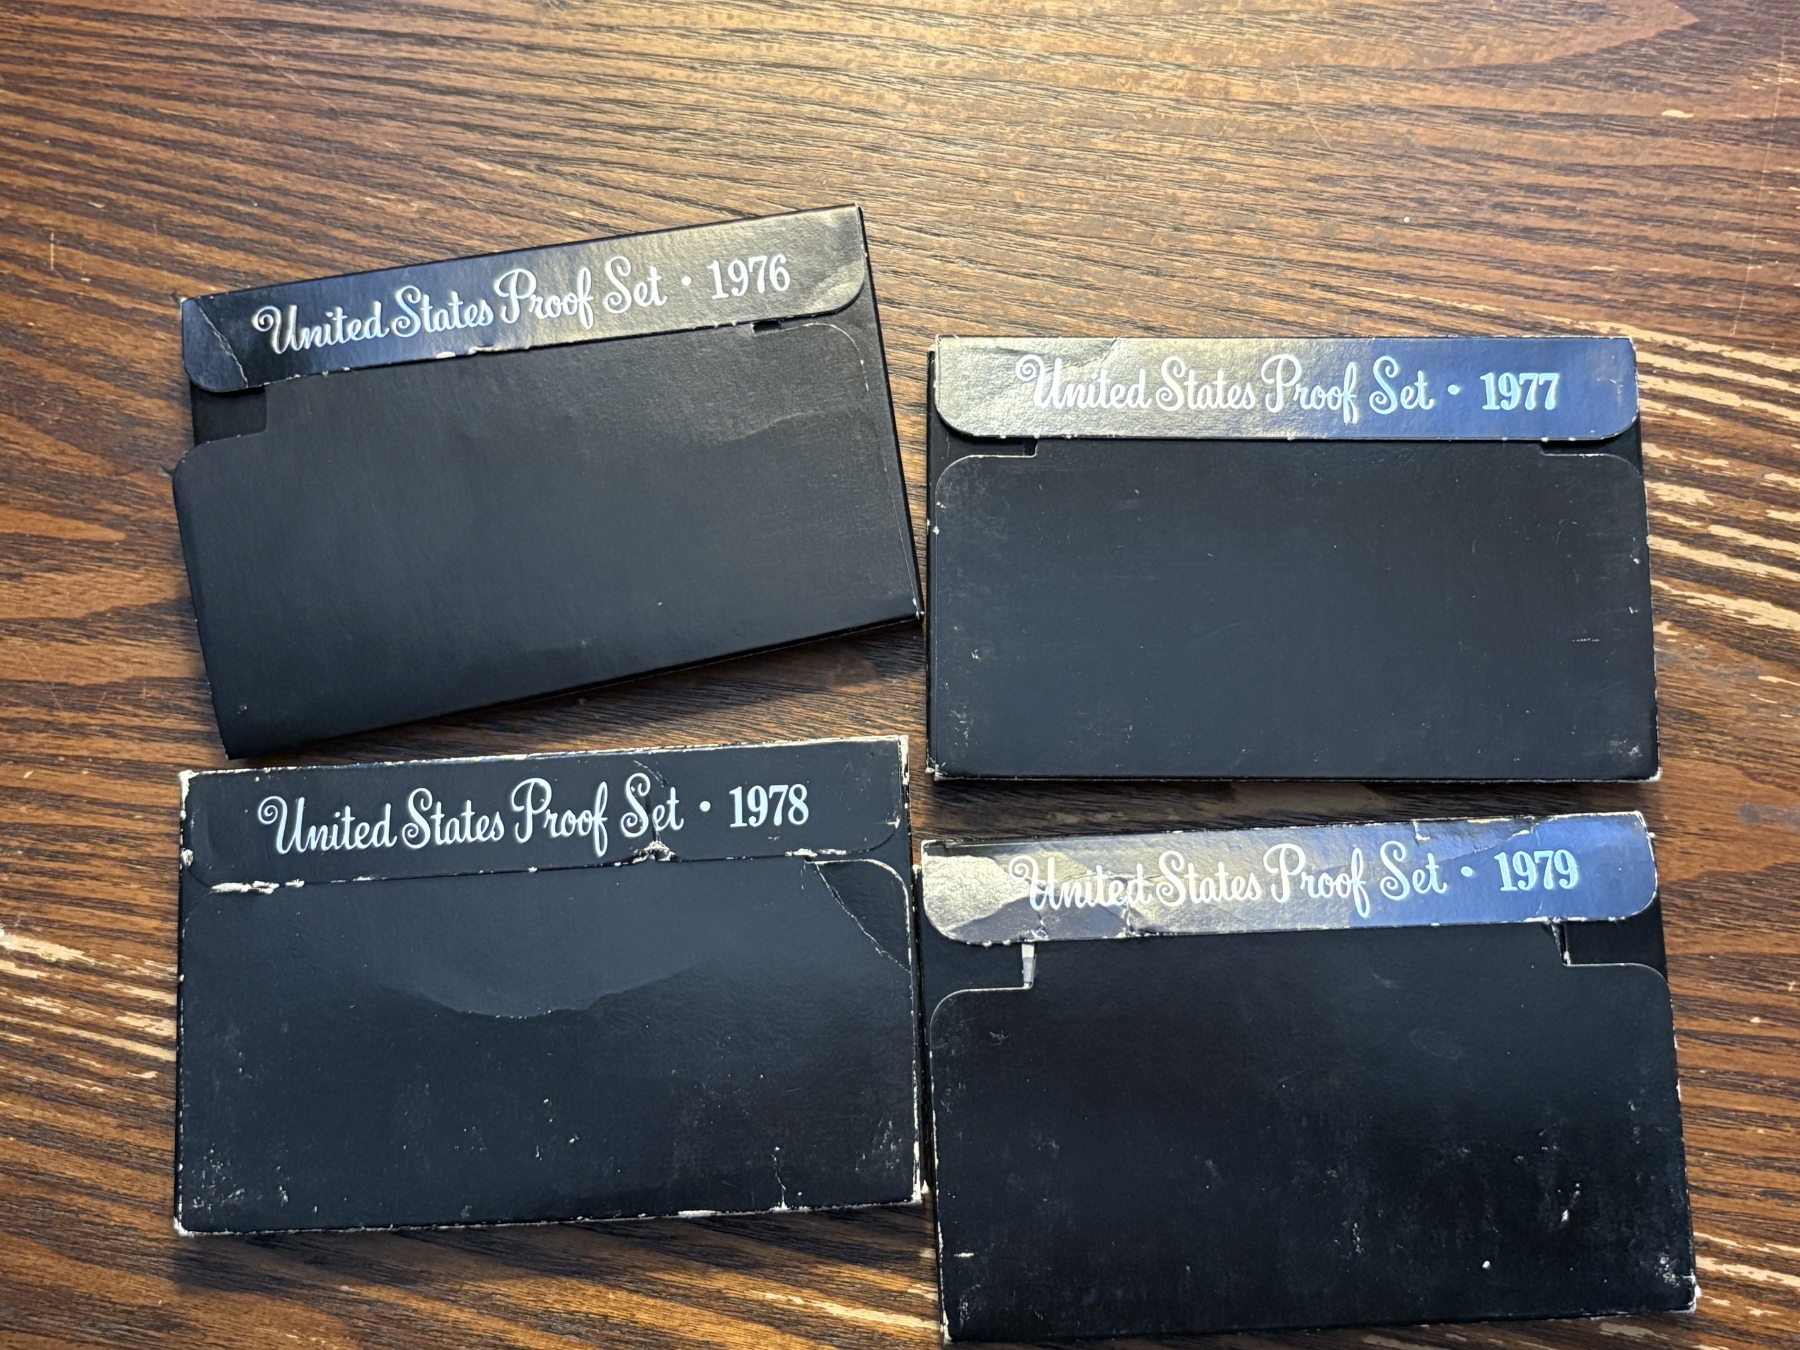 United States Proof Set • 1976
United States Proof Set • 1977
United States Proof Set • 1978
United States Proof Set • 1979